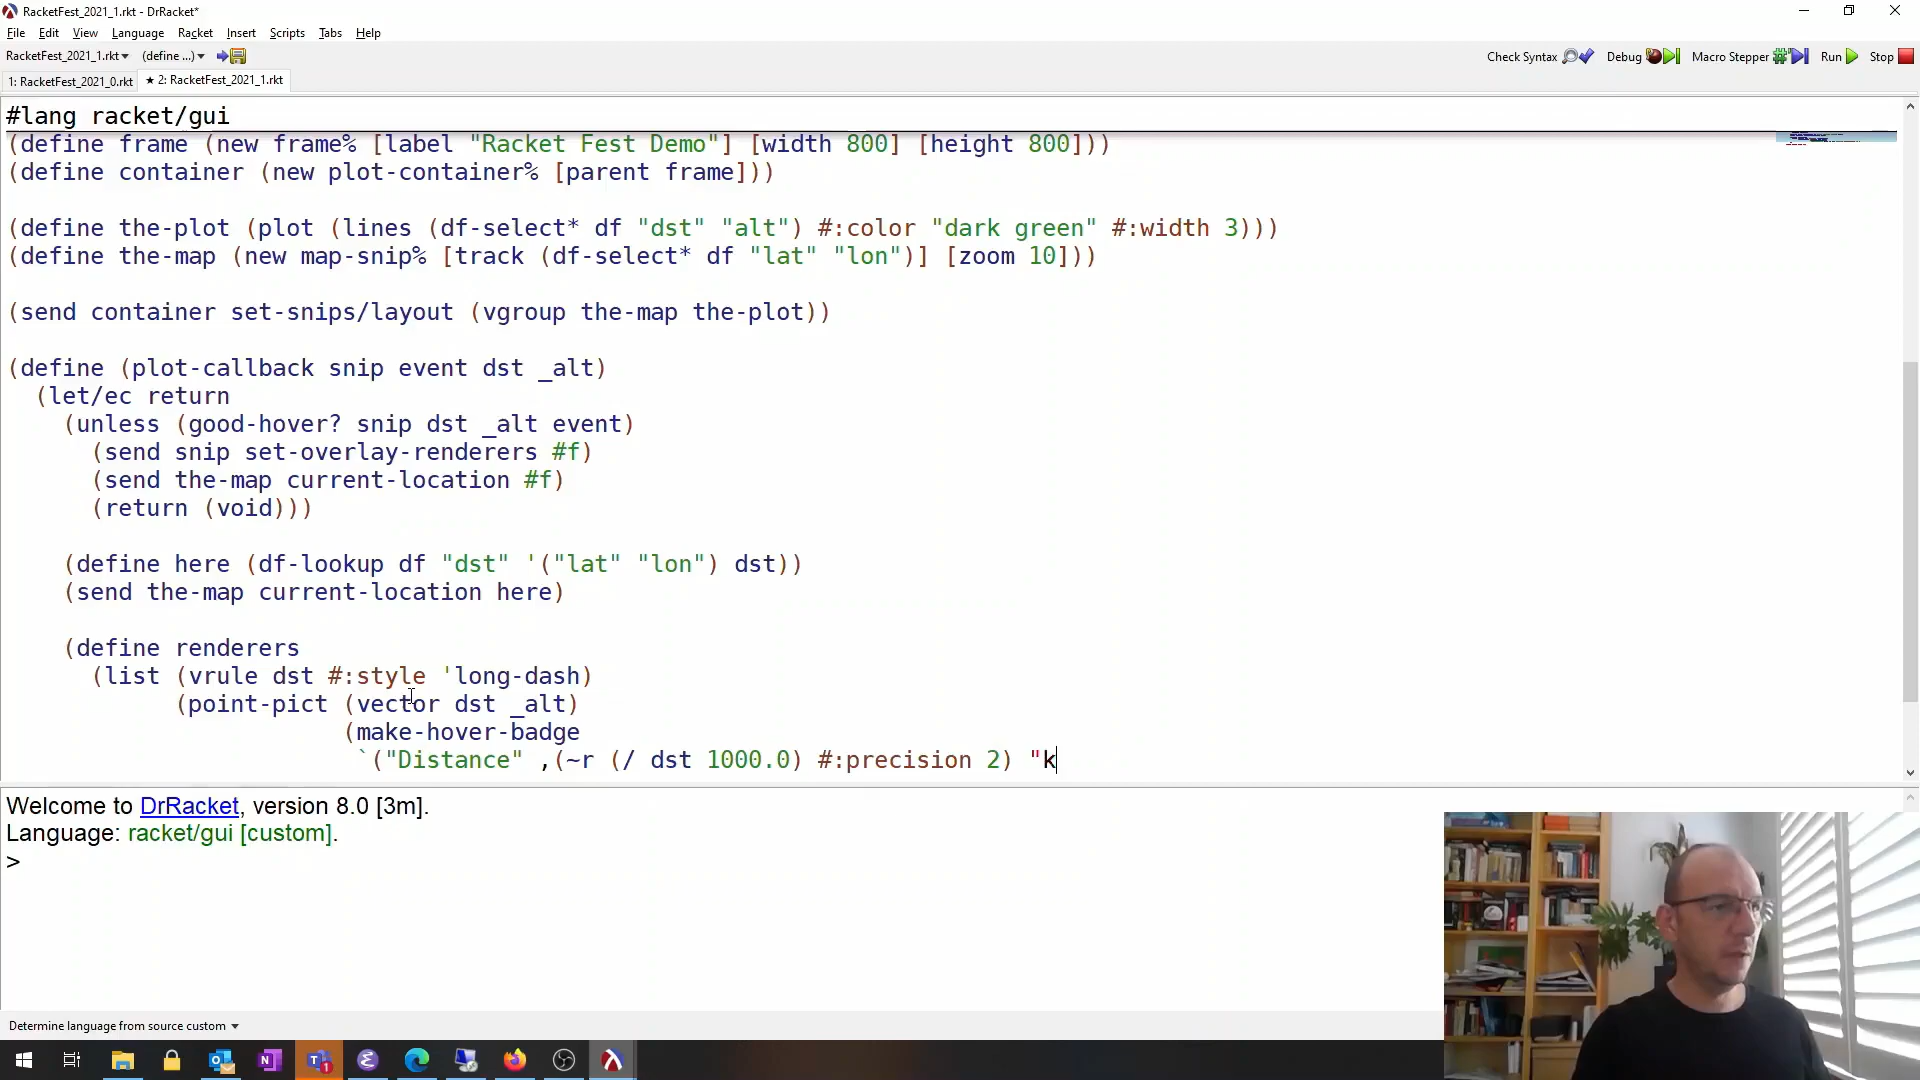 RacketFest_2021_1.rkt - DrRacket*
File Edit View Language Racket Insert Scripts Tabs Help
RacketFest_2021_1.rkt▾ (define ...)▾ Check Syntax Debug Macro Stepper Run Stop
1: RacketFest_2021_0.rkt ★ 2: RacketFest_2021_1.rkt
#lang racket/gui
(define frame (new frame% [label "Racket Fest Demo"] [width 800] [height 800]))
(define container (new plot-container% [parent frame]))
(define the-plot (plot (lines (df-select* df "dst" "alt") #:color "dark green" #:width 3)))
(define the-map (new map-snip% [track (df-select* df "lat" "lon")] [zoom 10]))
(send container set-snips/layout (vgroup the-map the-plot))
(define (plot-callback snip event dst _alt)
(let/ec return
(unless (good-hover? snip dst _alt event)
(send snip set-overlay-renderers #f)
(send the-map current-location #f)
(return (void)))
(define here (df-lookup df "dst" '("lat" "lon") dst))
(send the-map current-location here)
(define renderers
(list (vrule dst #:style 'long-dash)
(point-pict (vector dst _alt)
(make-hover-badge
`("Distance" ,(~r (/ dst 1000.0) #:precision 2) "k
Welcome to DrRacket, version 8.0 [3m].
Language: racket/gui [custom].
>
Determine language from source custom ▾